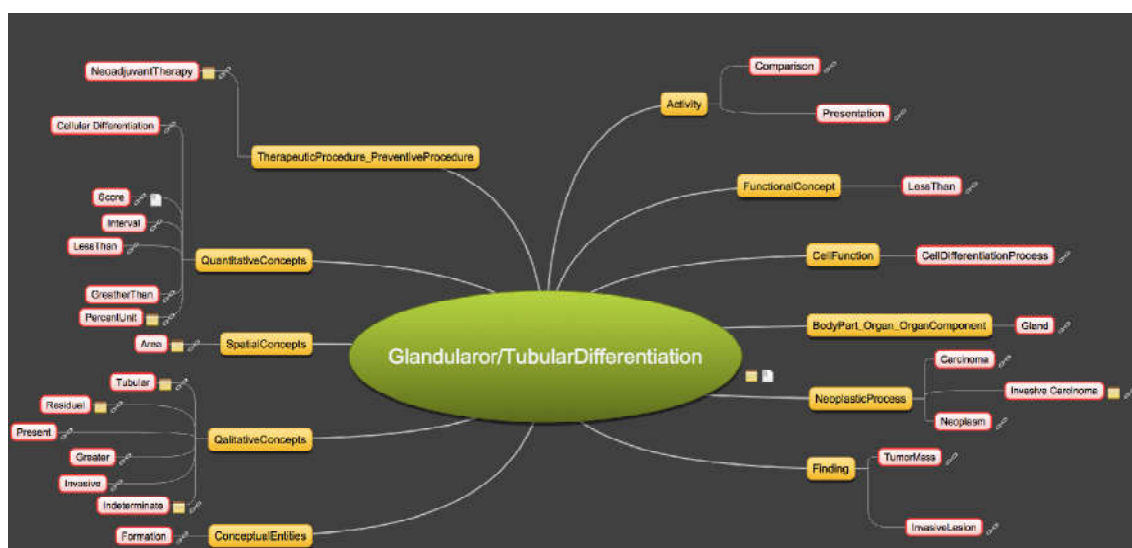 NeoadjuvantTherapy
Cellular Differentiation
TherapeuticProcedure_PreventiveProcedure
Score
Interval
LessThan
QuantitativeConcepts
GreatherThan
PercentUnit
Area
SpatialConcepts
Tubular
Residuel
Present
QalitativeConcepts
Greater
Invasive
Indeterminate
Formation
ConceptualEntities
Glandularor/TubularDifferentiation
Comparison
Activity
Presentation
FunctionalConcept
LessThan
CellFunction
CellDifferentiationProcess
BodyPart_Organ_OrganComponent
Gland
Carcinoma
NeoplasticProcess
Invasive Carcinoma
Neoplasm
TumorMass
Finding
InvasiveLesion